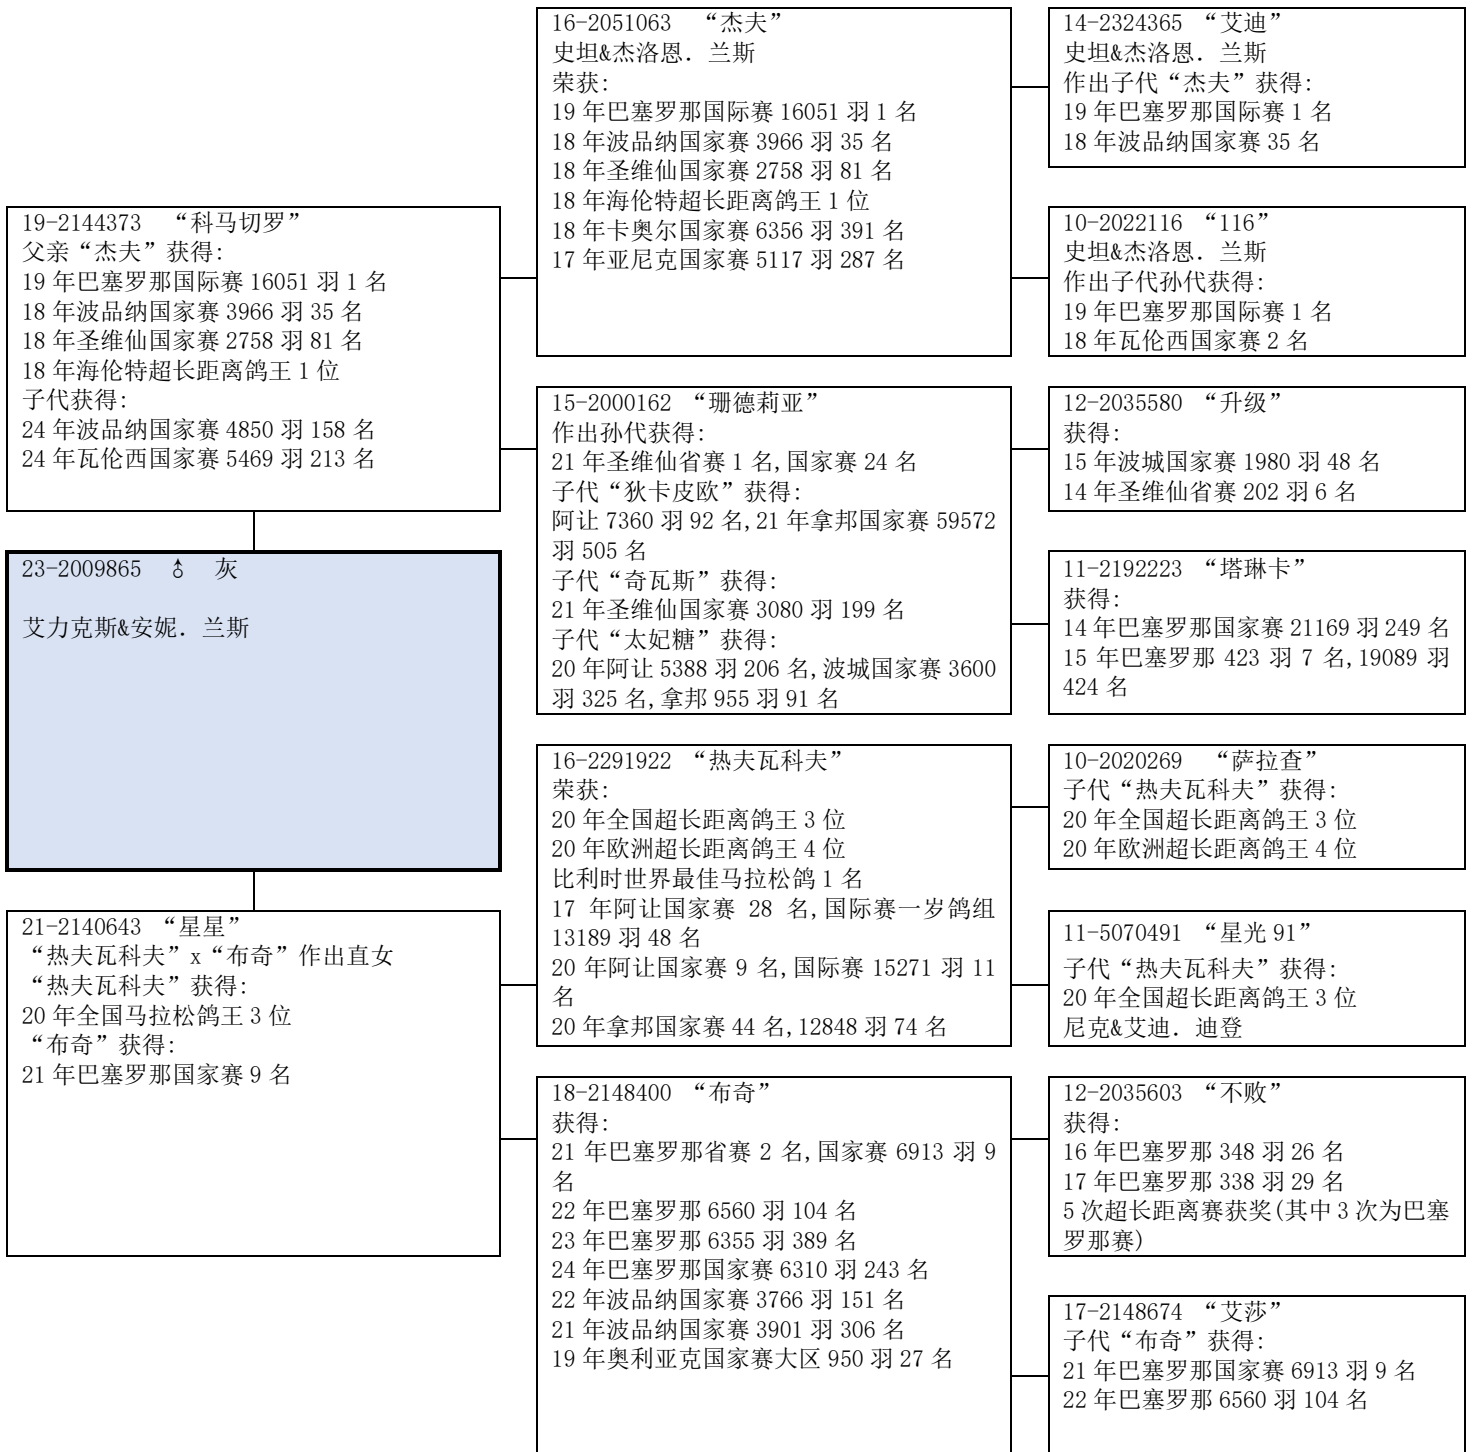 19-2144373 “科马切罗”
父亲“杰夫”获得:
19 年巴塞罗那国际赛 16051 羽 1 名
18 年波品纳国家赛 3966 羽 35 名
18 年圣维仙国家赛 2758 羽 81 名
18 年海伦特超长距离鸽王 1 位
子代获得:
24 年波品纳国家赛 4850 羽 158 名
24 年瓦伦西国家赛 5469 羽 213 名
23-2009865 ♂ 灰
艾力克斯&安妮. 兰斯
21-2140643 “星星”
“热夫瓦科夫”x“布奇”作出直女
“热夫瓦科夫”获得:
20 年全国马拉松鸽王 3 位
“布奇”获得:
21 年巴塞罗那国家赛 9 名
16-2051063 “杰夫”
史坦&杰洛恩. 兰斯
荣获:
19 年巴塞罗那国际赛 16051 羽 1 名
18 年波品纳国家赛 3966 羽 35 名
18 年圣维仙国家赛 2758 羽 81 名
18 年海伦特超长距离鸽王 1 位
18 年卡奥尔国家赛 6356 羽 391 名
17 年亚尼克国家赛 5117 羽 287 名
15-2000162 “珊德莉亚”
作出孙代获得:
21 年圣维仙省赛 1 名,国家赛 24 名
子代“狄卡皮欧”获得:
阿让 7360 羽 92 名,21 年拿邦国家赛 59572
羽 505 名
子代“奇瓦斯”获得:
21 年圣维仙国家赛 3080 羽 199 名
子代“太妃糖”获得:
20 年阿让 5388 羽 206 名,波城国家赛 3600
羽 325 名,拿邦 955 羽 91 名
16-2291922 “热夫瓦科夫”
荣获:
20 年全国超长距离鸽王 3 位
20 年欧洲超长距离鸽王 4 位
比利时世界最佳马拉松鸽 1 名
17 年阿让国家赛 28 名,国际赛一岁鸽组
13189 羽 48 名
20 年阿让国家赛 9 名,国际赛 15271 羽 11
名
20 年拿邦国家赛 44 名,12848 羽 74 名
18-2148400 “布奇”
获得:
21 年巴塞罗那省赛 2 名,国家赛 6913 羽 9
名
22 年巴塞罗那 6560 羽 104 名
23 年巴塞罗那 6355 羽 389 名
24 年巴塞罗那国家赛 6310 羽 243 名
22 年波品纳国家赛 3766 羽 151 名
21 年波品纳国家赛 3901 羽 306 名
19 年奥利亚克国家赛大区 950 羽 27 名
14-2324365 “艾迪”
史坦&杰洛恩. 兰斯
作出子代“杰夫”获得:
19 年巴塞罗那国际赛 1 名
18 年波品纳国家赛 35 名
10-2022116 “116”
史坦&杰洛恩. 兰斯
作出子代孙代获得:
19 年巴塞罗那国际赛 1 名
18 年瓦伦西国家赛 2 名
12-2035580 “升级”
获得:
15 年波城国家赛 1980 羽 48 名
14 年圣维仙省赛 202 羽 6 名
11-2192223 “塔琳卡”
获得:
14 年巴塞罗那国家赛 21169 羽 249 名
15 年巴塞罗那 423 羽 7 名,19089 羽
424 名
10-2020269 “萨拉查”
子代“热夫瓦科夫”获得:
20 年全国超长距离鸽王 3 位
20 年欧洲超长距离鸽王 4 位
11-5070491 “星光 91”
子代“热夫瓦科夫”获得:
20 年全国超长距离鸽王 3 位
尼克&艾迪. 迪登
12-2035603 “不败”
获得:
16 年巴塞罗那 348 羽 26 名
17 年巴塞罗那 338 羽 29 名
5 次超长距离赛获奖(其中 3 次为巴塞
罗那赛)
17-2148674 “艾莎”
子代“布奇”获得:
21 年巴塞罗那国家赛 6913 羽 9 名
22 年巴塞罗那 6560 羽 104 名